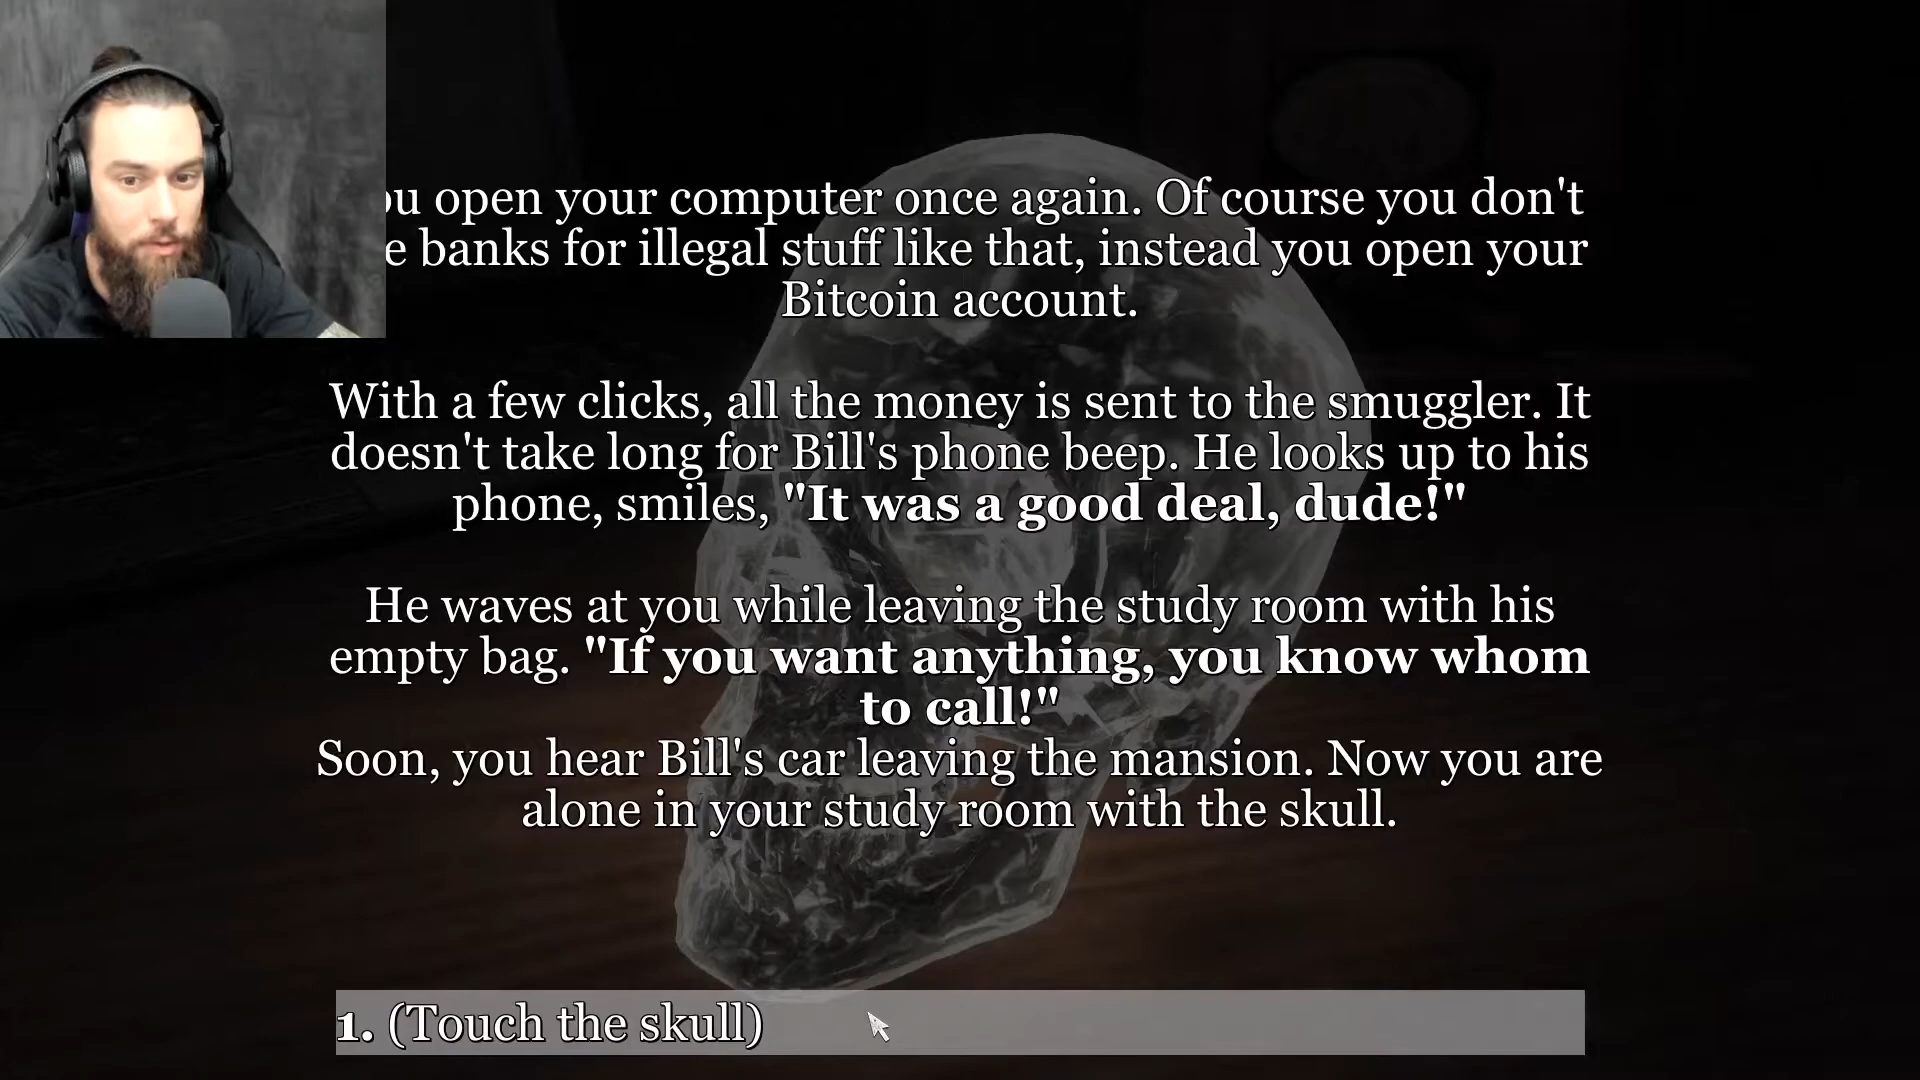 open your computer once again. Of course you don't
banks for illegal stuff like that, instead you open your
Bitcoin account.
With a few clicks, all the money is sent to the smuggler. It
doesn't take long for Bill's phone beep. He looks up to his
phone, smiles, "It was a good deal, dude!"
He waves at you while leaving the study room with his
empty bag. "If you want anything, you know whom
to call!"
Soon, you hear Bill's car leaving the mansion. Now you are
alone in your study room with the skull.
1. (Touch the skull)